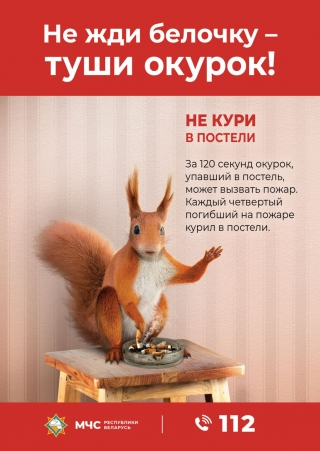 Не жди белочку –
туши окурок!
НЕ КУРИ
В ПОСТЕЛИ
За 120 секунд окурок,
упавший в постель,
может вызвать пожар.
Каждый четвертый
погибший на пожаре
курил в постели.
МЧС РЕСПУБЛИКИ
БЕЛАРУСЬ
112